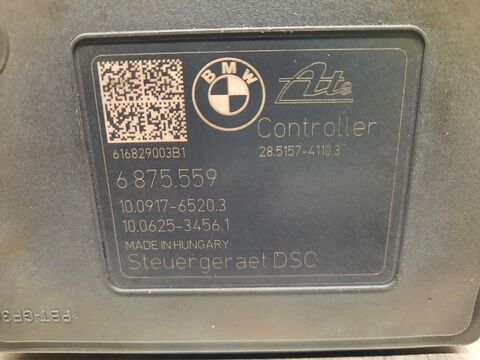 BMW
Ate
Controller
616829003B1
28.5157-4110.3
6 875.559
10.0917-6520.3
10.0625-3456.1
MADE IN HUNGARY
Steuergeraet DSC